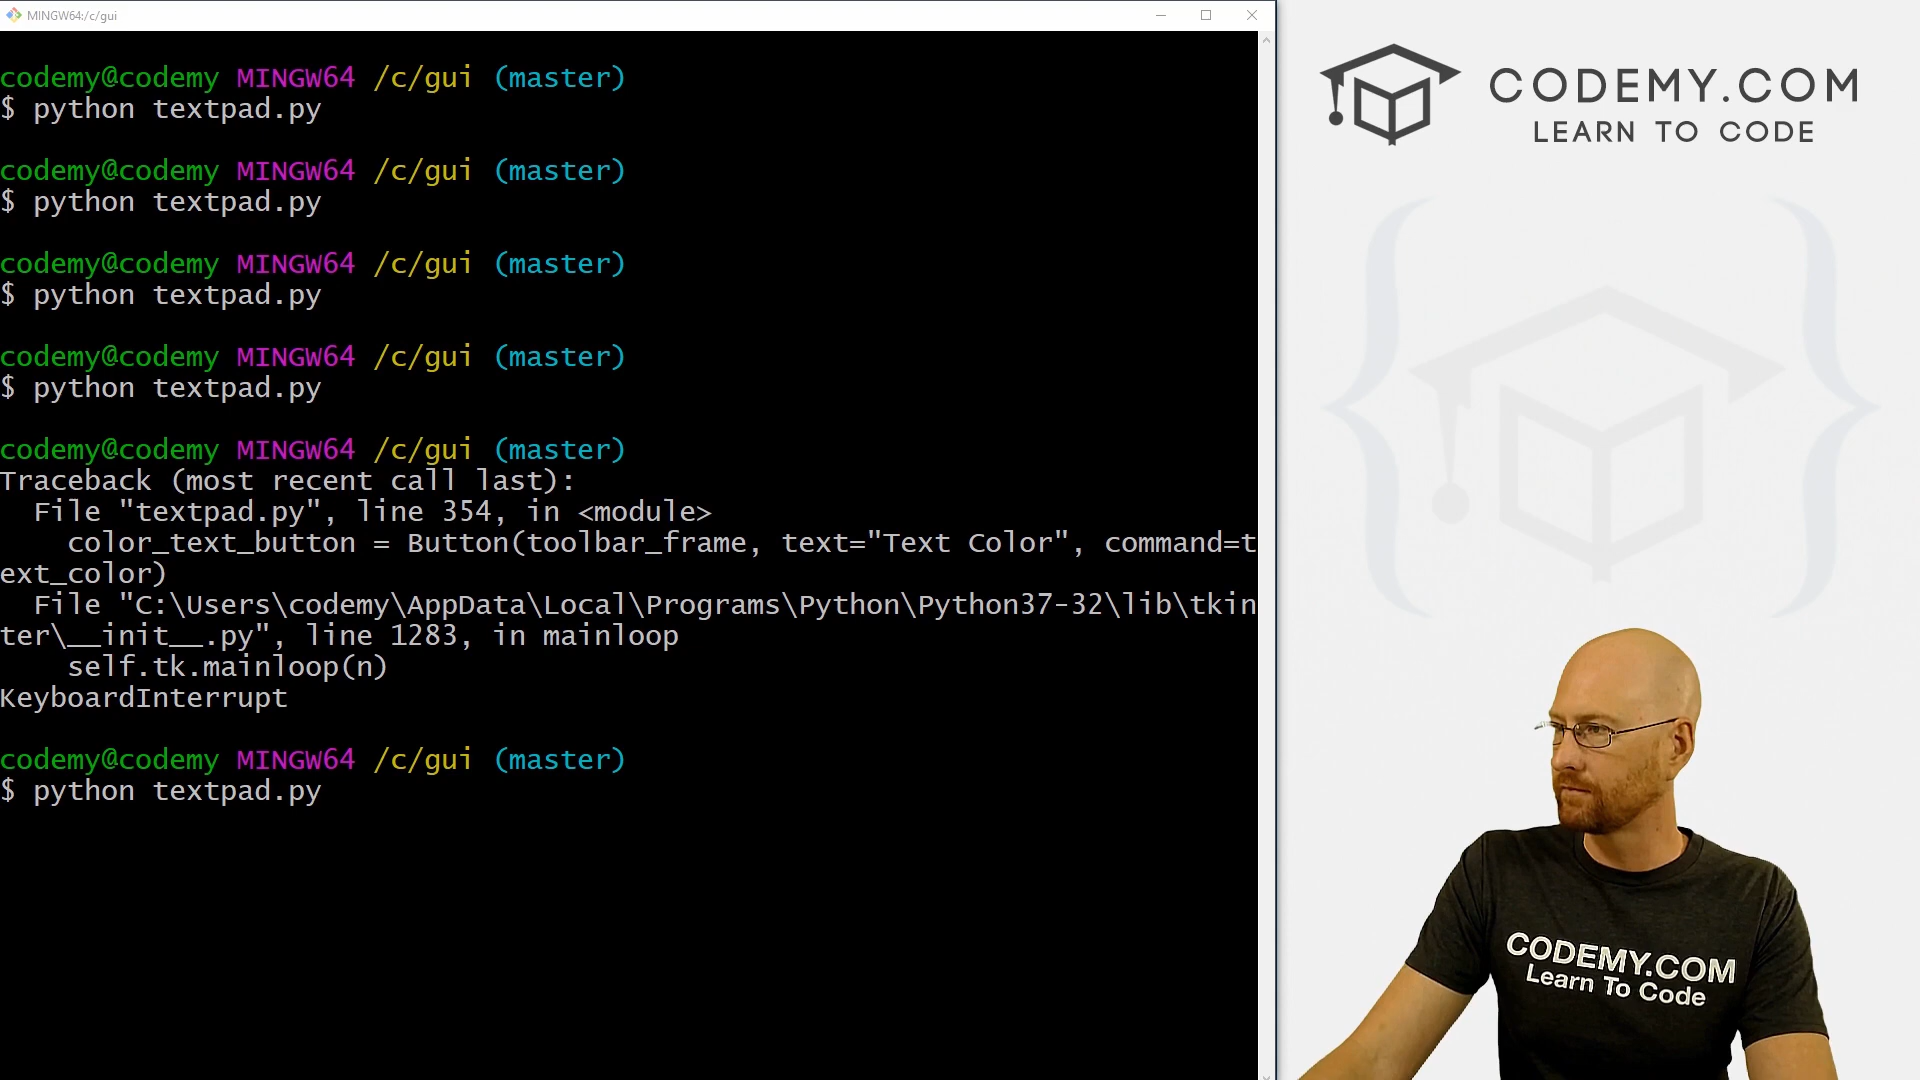 MINGW64:/c/gui
codemy@codemy MINGW64 /c/gui (master)
$ python textpad.py
codemy@codemy MINGW64 /c/gui (master)
$ python textpad.py
codemy@codemy MINGW64 /c/gui (master)
$ python textpad.py
codemy@codemy MINGW64 /c/gui (master)
$ python textpad.py
codemy@codemy MINGW64 /c/gui (master)
Traceback (most recent call last):
  File "textpad.py", line 354, in <module>
    color_text_button = Button(toolbar_frame, text="Text Color", command=t
ext_color)
  File "C:\Users\codemy\AppData\Local\Programs\Python\Python37-32\lib\tkin
ter\__init__.py", line 1283, in mainloop
    self.tk.mainloop(n)
KeyboardInterrupt
codemy@codemy MINGW64 /c/gui (master)
$ python textpad.py
CODEMY.COM
LEARN TO CODE
CODEMY.COM
Learn To Code